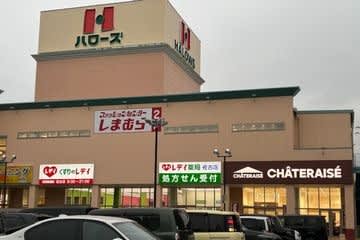 ハローズ
HALOWS
ファッションセンター
しまむら
2
くすりのレデイ
レデイ薬局
処方せん受付
CHATERAISE
CHÂTERAISÉ